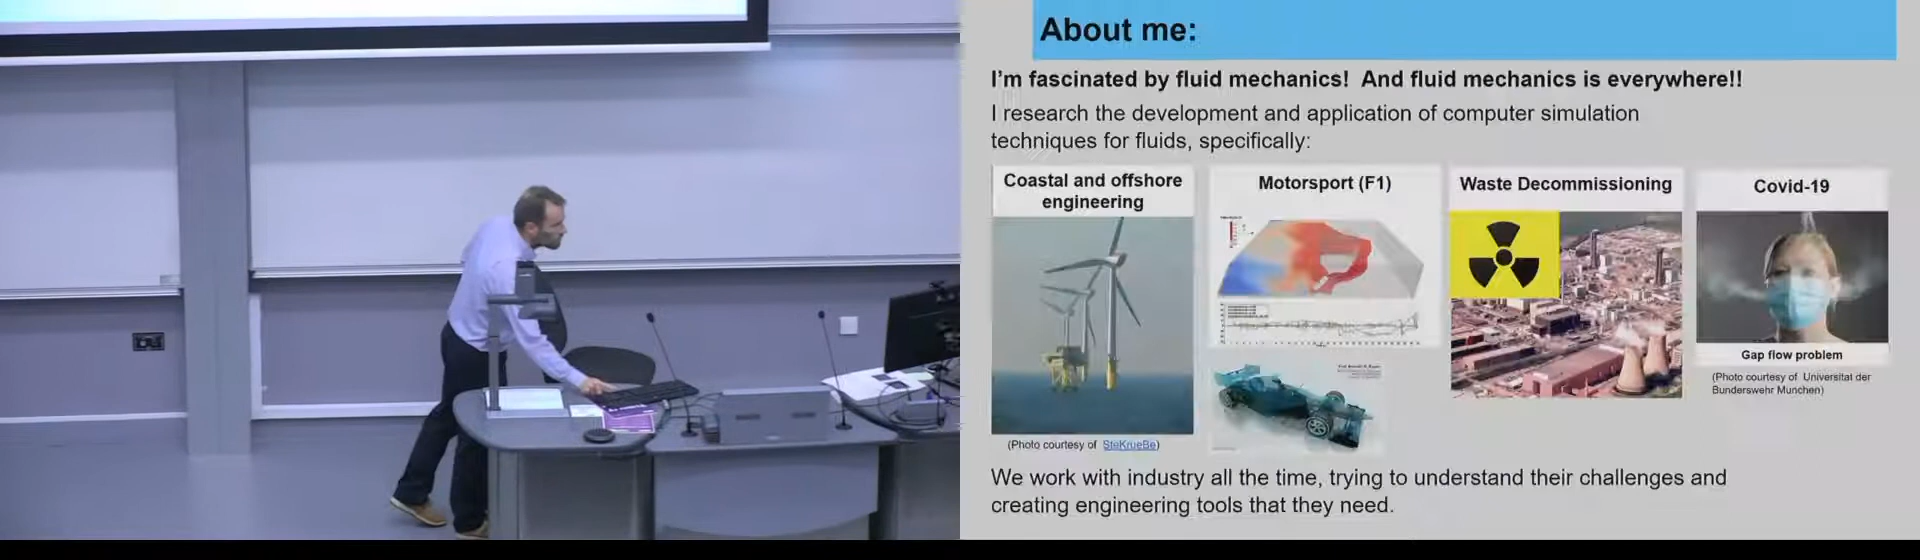 About me:
I'm fascinated by fluid mechanics!  And fluid mechanics is everywhere!!
I research the development and application of computer simulation
techniques for fluids, specifically:
Coastal and offshore
engineering
Motorsport (F1)
Waste Decommissioning
Covid-19
Gap flow problem
(Photo courtesy of Universitat der
Bunderswehr Munchen)
(Photo courtesy of SteKrueBe)
We work with industry all the time, trying to understand their challenges and
creating engineering tools that they need.